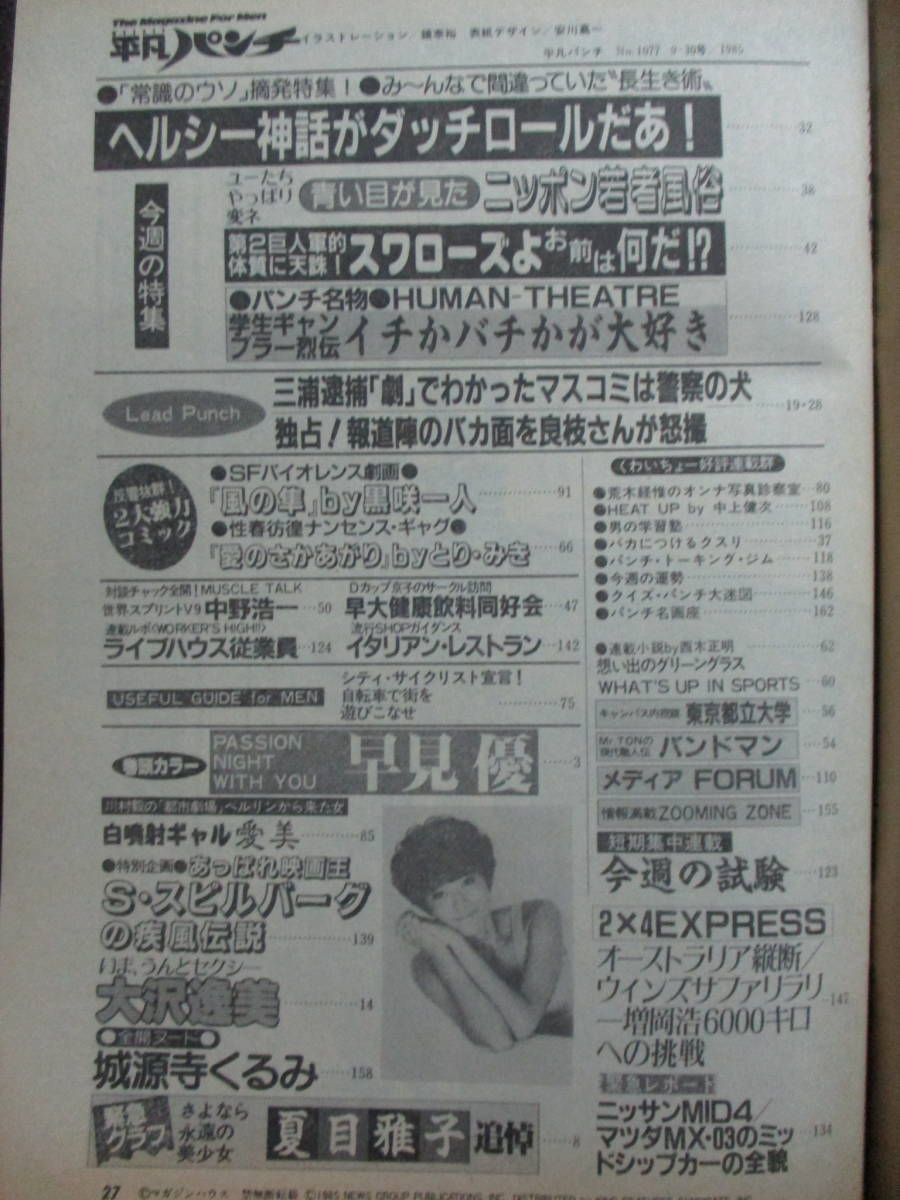 The Magazine For Men
平凡パンチ
イラストレーション/鏑李裕 表紙デザイン/安川嘉一
平凡パンチ No.1077 9-30号, 1985
●「常識のウソ」摘発特集!●み〜んなで間違っていた〝長生き術〟
ヘルシー神話がダッチロールだあ! 32
今週の特集
ユーたち
やっぱり
変ネ
青い目が見た ニッポン若者風俗 38
第2巨人軍的
体質に天誅!
スワローズよお前は何だ!? 42
●パンチ名物●HUMAN-THEATRE
学生ギャン
ブラー烈伝
イチかバチかが大好き 128
Lead Punch
三浦逮捕「劇」でわかったマスコミは警察の犬
独占!報道陣のバカ面を良枝さんが怒撮 19・28
反響抜群!
2大強力
コミック
●SFバイオレンス劇画●
『風の隼』by黒咲一人 91
●性春彷徨ナンセンス・ギャグ●
『愛のさかあがり』byとり・みき 66
対談チャック全開!MUSCLE TALK
世界スプリントV9 中野浩一 50
Dカップ京子のサークル訪問
早大健康飲料同好会 47
連載ルポ〈WORKER'S HIGH!!〉
ライブハウス従業員 124
流行SHOPガイダンス
イタリアン・レストラン 142
USEFUL GUIDE for MEN
シティ・サイクリスト宣言!
自転車で街を
遊びこなせ 75
巻頭カラー
PASSION
NIGHT
WITH YOU
早見 優 3
川村毅の「都市劇場」ベルリンから来た女
白噴射ギャル 愛美 85
●特別企画●あっぱれ映画王
S・スピルバーグ
の疾風伝説 139
いま、うんとセクシー
大沢逸美 14
●全開ヌード●
城源寺くるみ 158
緊急
グラフ
さよなら
永遠の
美少女
夏目雅子 追悼 8
くわいちょー好評連載群
●荒木経惟のオンナ写真診察室 80
●HEAT UP by 中上健次 108
●男の学習塾 116
●バカにつけるクスリ 37
●パンチ・トーキング・ジム 118
●今週の運勢 138
●クイズ・パンチ大迷図 146
●パンチ名画座 162
●連載小説by西木正明 62
想い出のグリーングラス
WHAT'S UP IN SPORTS 60
キャンパス内視鏡 東京都立大学 56
Mr TONの
現代職人伝
バンドマン 54
メディア FORUM 110
情報満載 ZOOMING ZONE 155
短期集中連載
今週の試験 123
2×4EXPRESS
オーストラリア縦断/
ウィンズサファリラリ
ー増岡浩6000キロ
への挑戦 147
緊急レポート
ニッサンMID4/
マツダMX-03のミッ
ドシップカーの全貌 134
27 ©マガジンハウス 禁無断転載 ©1985 NEWS GROUP PUBLICATIONS, INC.